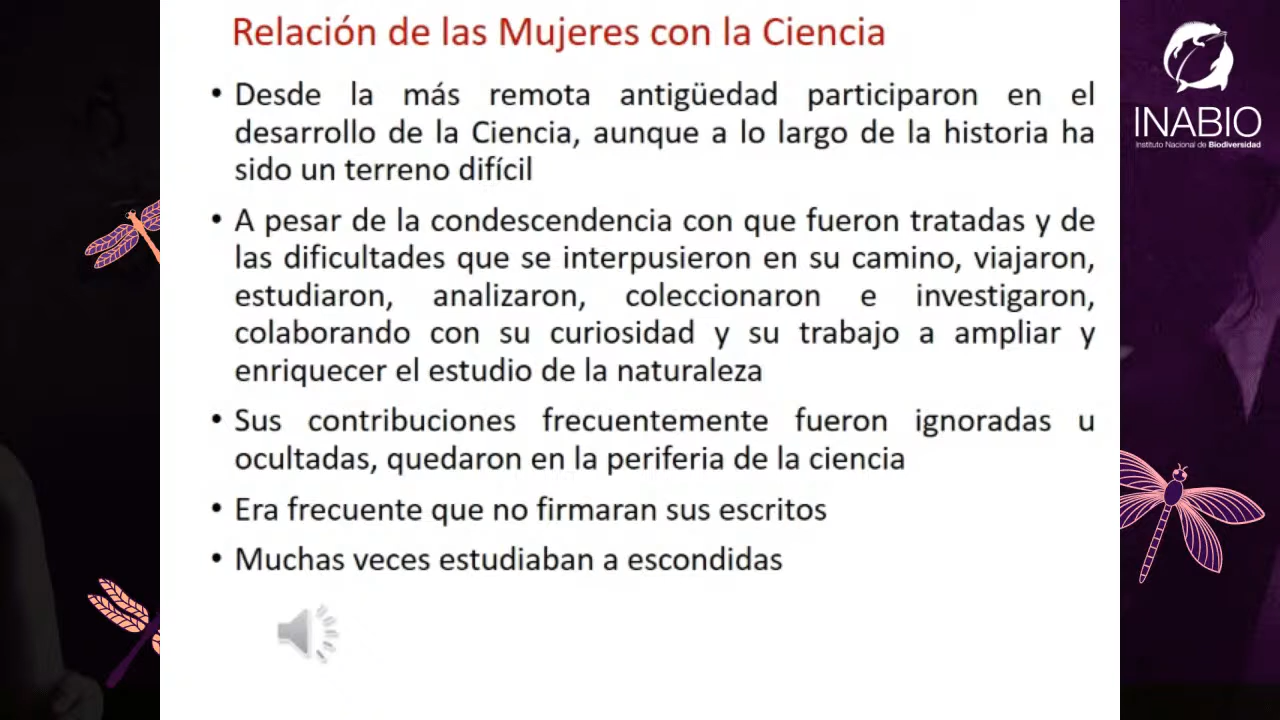 Relación de las Mujeres con la Ciencia
• Desde la más remota antigüedad participaron en el
desarrollo de la Ciencia, aunque a lo largo de la historia ha
sido un terreno difícil
• A pesar de la condescendencia con que fueron tratadas y de
las dificultades que se interpusieron en su camino, viajaron,
estudiaron, analizaron, coleccionaron e investigaron,
colaborando con su curiosidad y su trabajo a ampliar y
enriquecer el estudio de la naturaleza
• Sus contribuciones frecuentemente fueron ignoradas u
ocultadas, quedaron en la periferia de la ciencia
• Era frecuente que no firmaran sus escritos
• Muchas veces estudiaban a escondidas
INABIO
Instituto Nacional de Biodiversidad